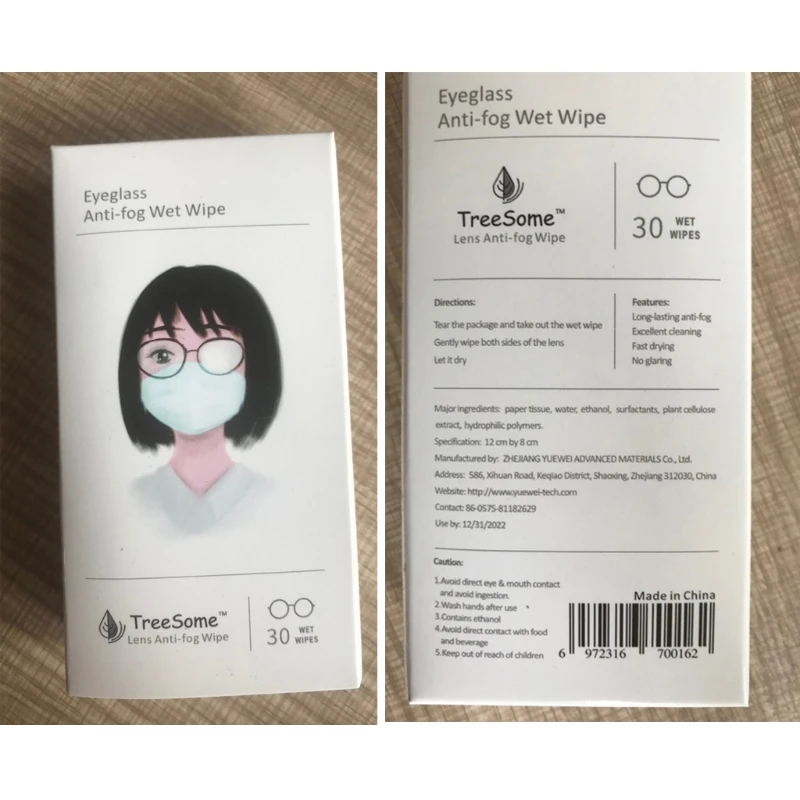 Eyeglass
Anti-fog Wet Wipe
TreeSome™
Lens Anti-fog Wipe
30 WET
WIPES
Eyeglass
Anti-fog Wet Wipe
TreeSome™
Lens Anti-fog Wipe
30 WET
WIPES
Directions:
Tear the package and take out the wet wipe
Gently wipe both sides of the lens
Let it dry
Features:
Long-lasting anti-fog
Excellent cleaning
Fast drying
No glaring
Major ingredients: paper tissue, water, ethanol, surfactants, plant cellulose
extract, hydrophilic polymers.
Specification: 12 cm by 8 cm
Manufactured by: ZHEJIANG YUEWEI ADVANCED MATERIALS Co., Ltd.
Address: 586, Xihuan Road, Keqiao District, Shaoxing, Zhejiang 312030, China
Website: http://www.yuewei-tech.com
Contact: 86-0575-81182629
Use by: 12/31/2022
Caution:
1.Avoid direct eye & mouth contact
and avoid ingestion.
2.Wash hands after use
3.Contains ethanol
4.Avoid direct contact with food
and beverage
5.Keep out of reach of children
Made in China
6 972316 700162